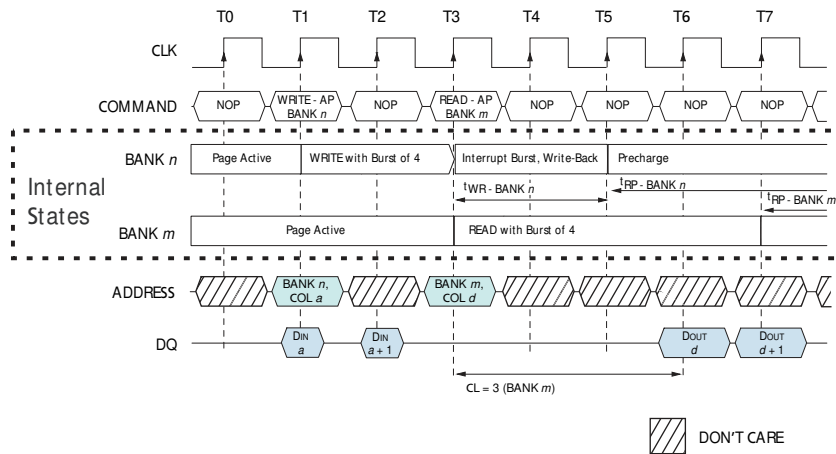 T0 T1 T2 T3 T4 T5 T6 T7
CLK
COMMAND NOP WRITE - AP BANK n NOP READ - AP BANK m NOP NOP NOP NOP
Internal States
BANK n Page Active WRITE with Burst of 4 Interrupt Burst, Write-Back Precharge
tWR - BANK n tRP - BANK n
tRP - BANK m
BANK m Page Active READ with Burst of 4
ADDRESS BANK n, COL a BANK m, COL d
DQ DIN a DIN a + 1 DOUT d DOUT d + 1
CL = 3 (BANK m)
DON'T CARE